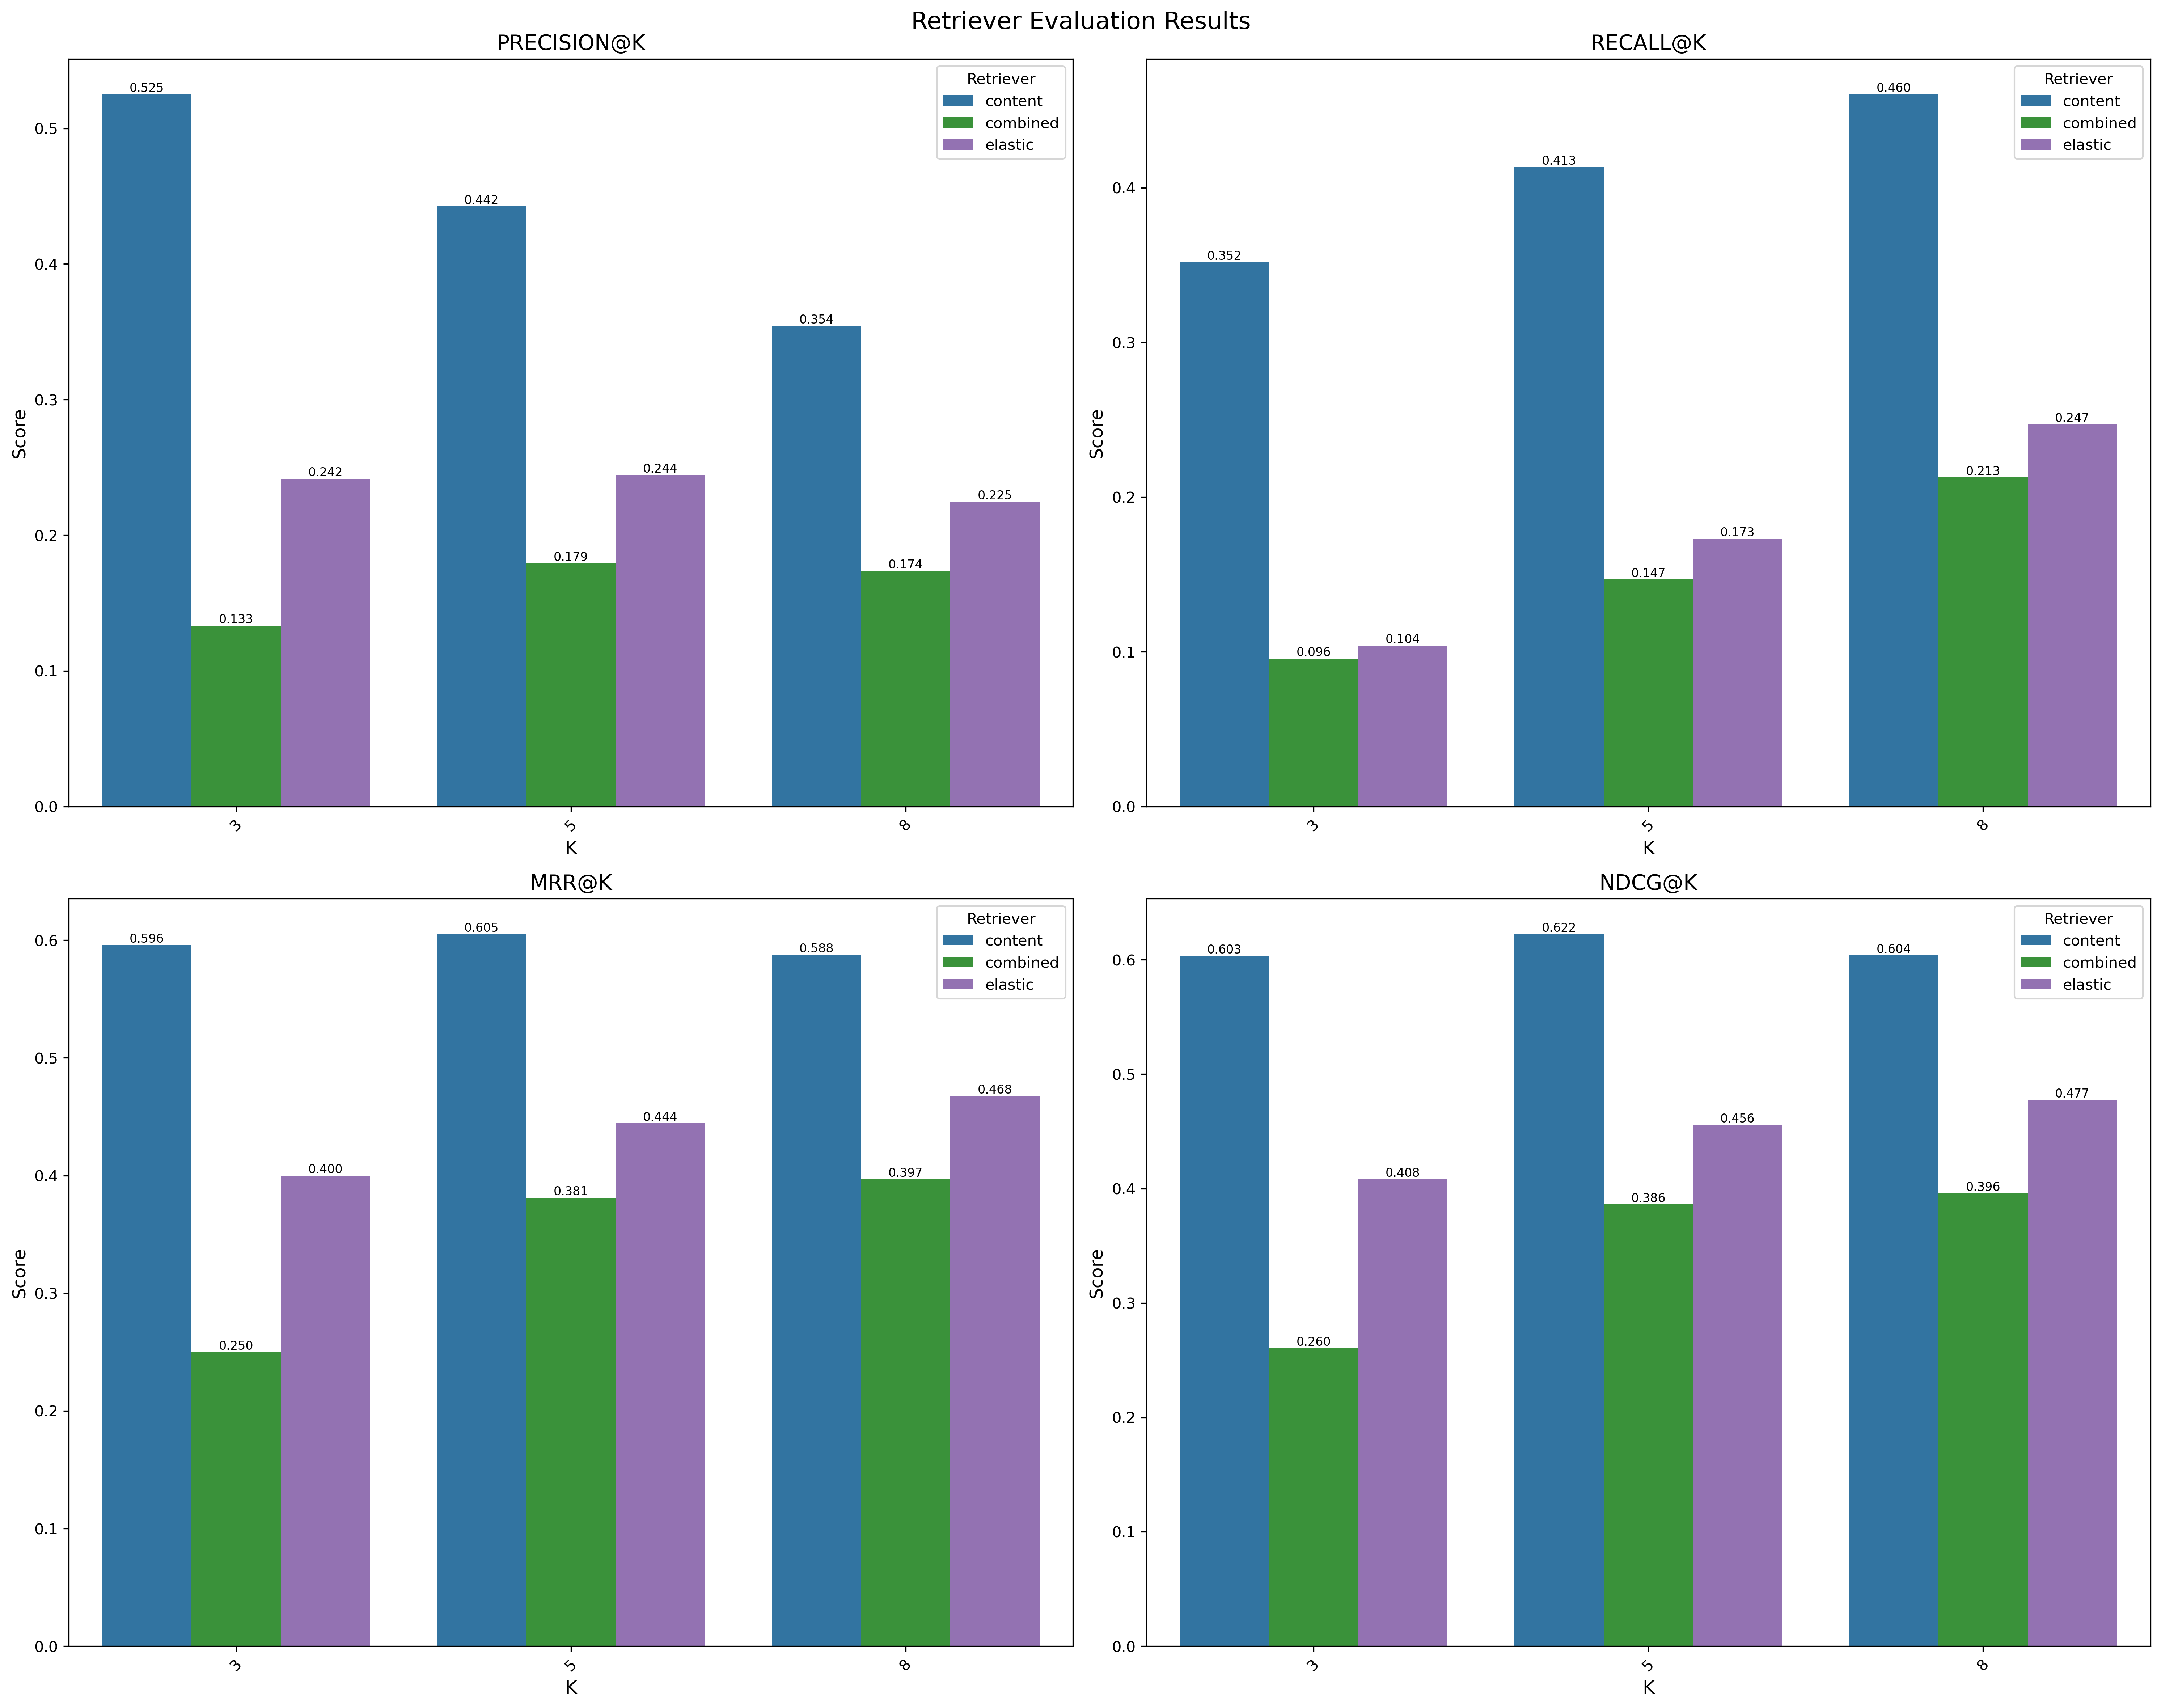 Retriever Evaluation Results
PRECISION@K
Score
0.0
0.1
0.2
0.3
0.4
0.5
0.525
0.133
0.242
0.442
0.179
0.244
0.354
0.174
0.225
Retriever
content
combined
elastic
3
5
8
K
RECALL@K
Score
0.0
0.1
0.2
0.3
0.4
0.352
0.096
0.104
0.413
0.147
0.173
0.460
0.213
0.247
Retriever
content
combined
elastic
3
5
8
K
MRR@K
Score
0.0
0.1
0.2
0.3
0.4
0.5
0.6
0.596
0.250
0.400
0.605
0.381
0.444
0.588
0.397
0.468
Retriever
content
combined
elastic
3
5
8
K
NDCG@K
Score
0.0
0.1
0.2
0.3
0.4
0.5
0.6
0.603
0.260
0.408
0.622
0.386
0.456
0.604
0.396
0.477
Retriever
content
combined
elastic
3
5
8
K